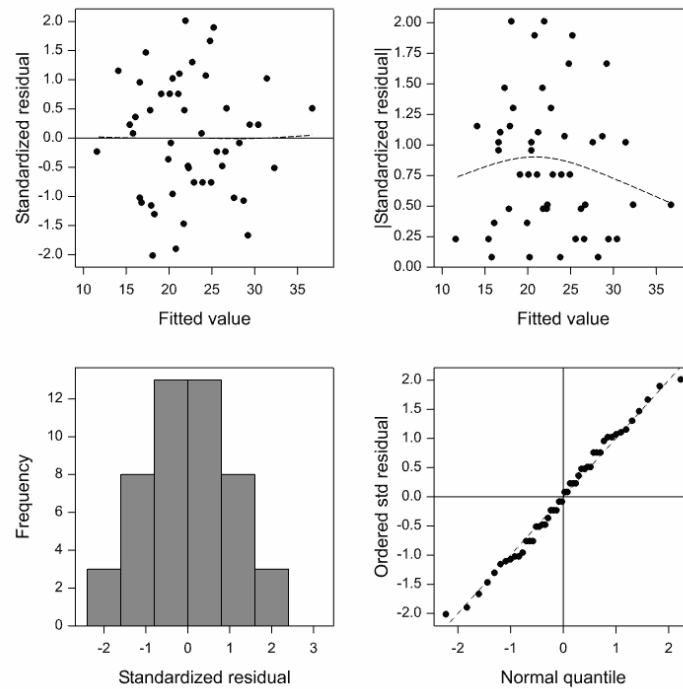 2.0
1.5
1.0
0.5
0.0
-0.5
-1.0
-1.5
-2.0
Standardized residual
10 15 20 25 30 35
Fitted value
2.00
1.75
1.50
1.25
1.00
0.75
0.50
0.25
0.00
|Standardized residual|
10 15 20 25 30 35
Fitted value
12
10
8
6
4
2
0
Frequency
-2 -1 0 1 2 3
Standardized residual
2.0
1.5
1.0
0.5
0.0
-0.5
-1.0
-1.5
-2.0
Ordered std residual
-2 -1 0 1 2
Normal quantile